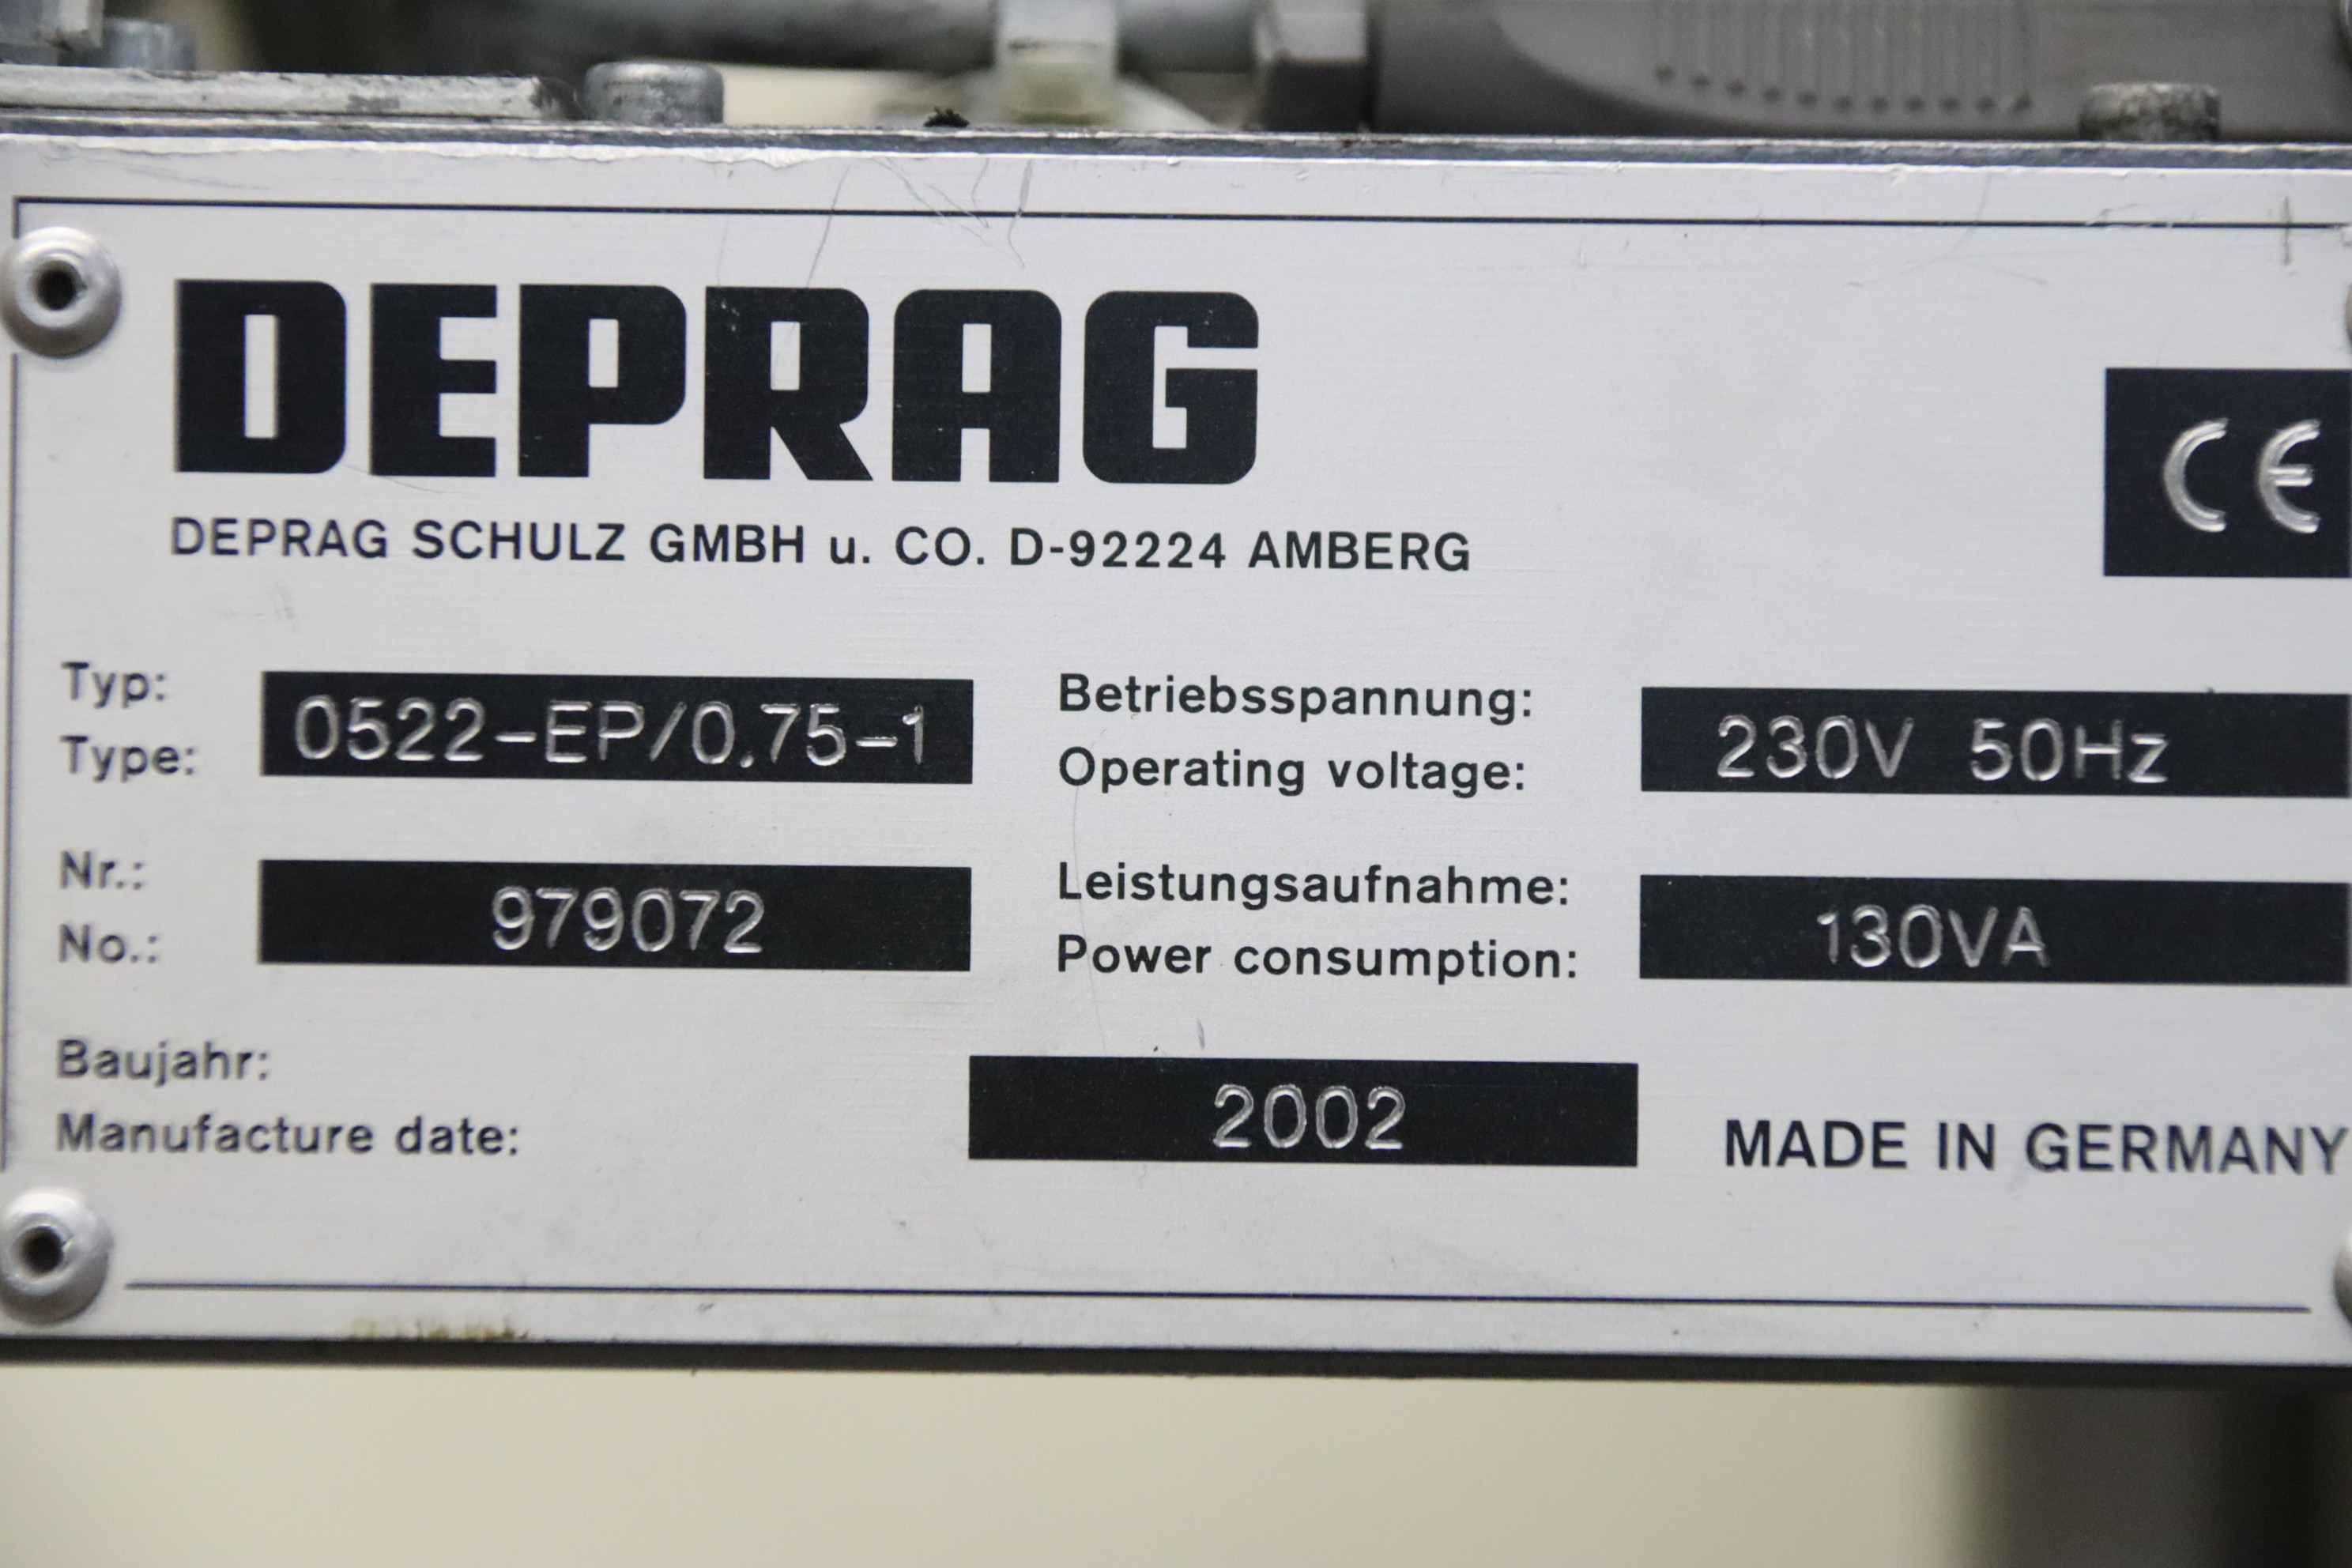 DEPRAG
CE
DEPRAG SCHULZ GMBH u. CO. D-92224 AMBERG
Typ:
Type:
0522-EP/0.75-1
Betriebsspannung:
Operating voltage:
230V 50Hz
Nr.:
No.:
979072
Leistungsaufnahme:
Power consumption:
130VA
Baujahr:
Manufacture date:
2002
MADE IN GERMANY